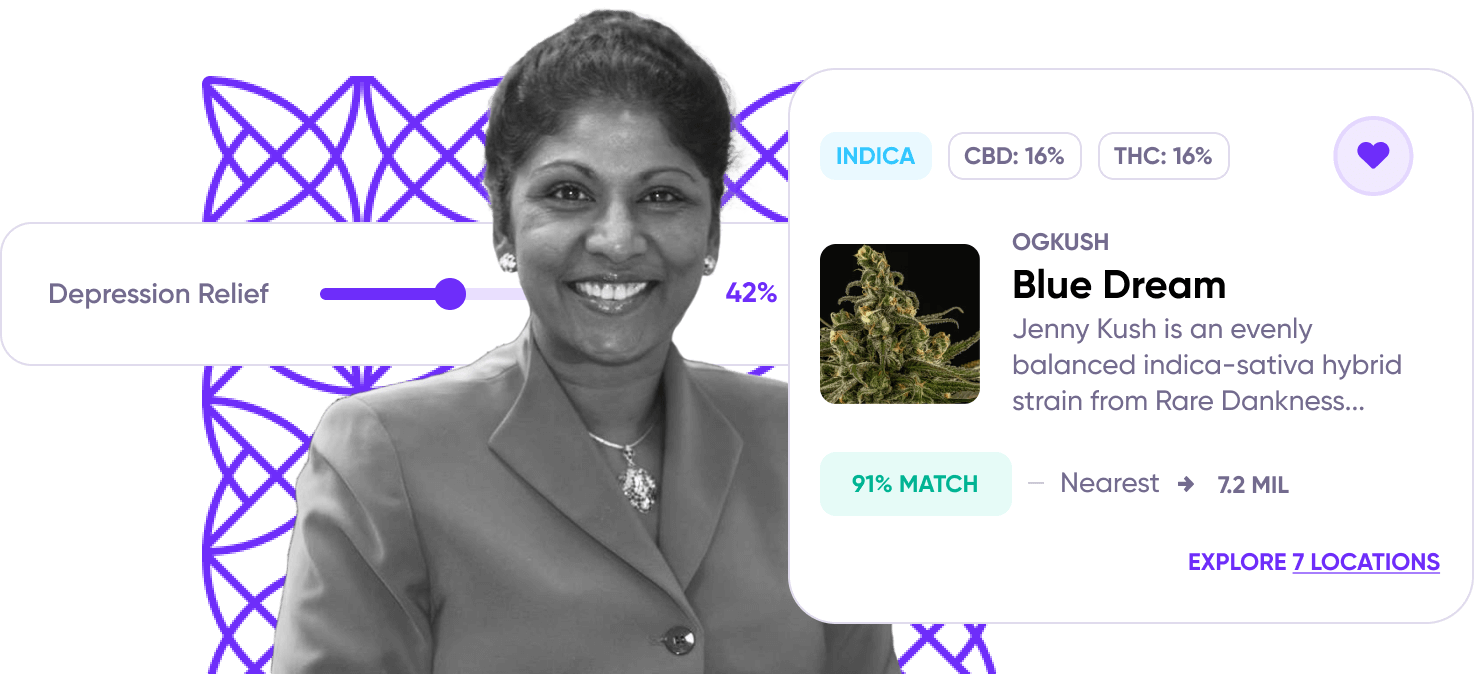 Depression Relief
42%
INDICA
CBD: 16%
THC: 16%
OGKUSH
Blue Dream
Jenny Kush is an evenly
balanced indica-sativa hybrid
strain from Rare Dankness...
91% MATCH
Nearest
7.2 MIL
EXPLORE 7 LOCATIONS